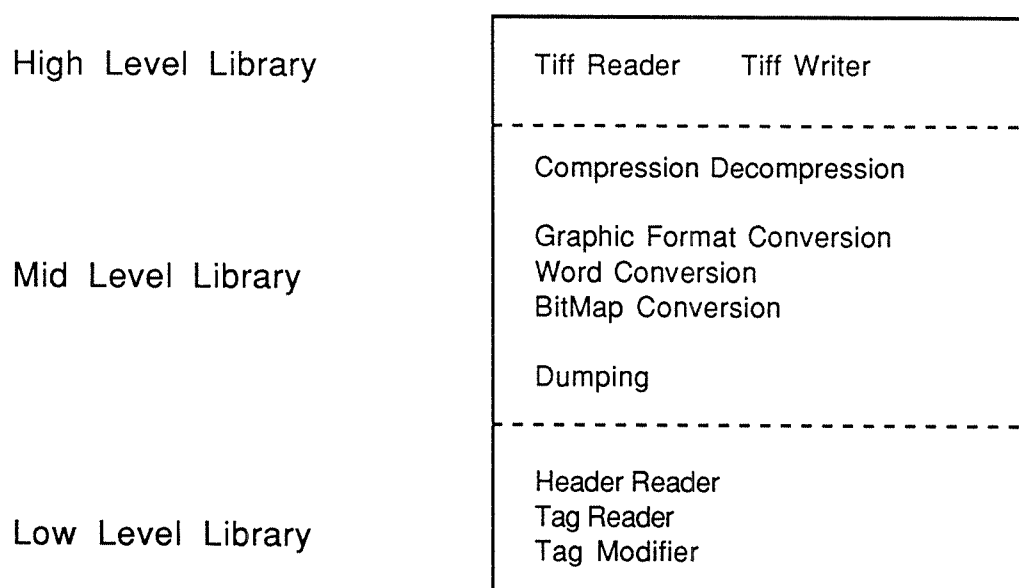 High Level Library
Tiff Reader Tiff Writer
Compression Decompression
Graphic Format Conversion
Mid Level Library
Word Conversion
BitMap Conversion
Dumping
Header Reader
Tag Reader
Low Level Library
Tag Modifier